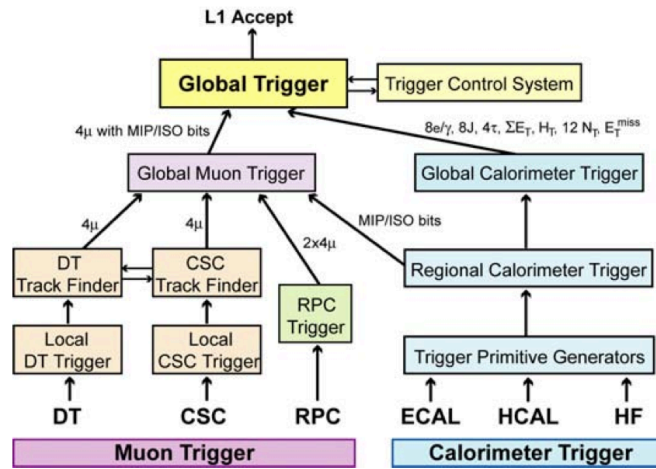 L1 Accept
Global Trigger
Trigger Control System
4μ with MIP/ISO bits
8e/γ, 8J, 4τ, ΣE_T, H_T, 12 N_T, E_T^miss
Global Muon Trigger
Global Calorimeter Trigger
4μ
4μ
2x4μ
MIP/ISO bits
DT
Track Finder
CSC
Track Finder
RPC
Trigger
Regional Calorimeter Trigger
Local
DT Trigger
Local
CSC Trigger
Trigger Primitive Generators
DT
CSC
RPC
ECAL
HCAL
HF
Muon Trigger
Calorimeter Trigger